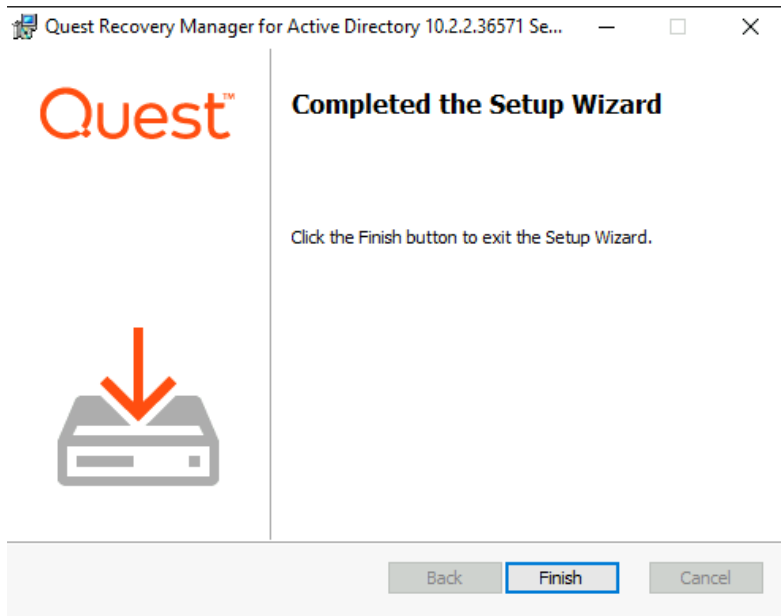 Quest Recovery Manager for Active Directory 10.2.2.36571 Se...
Quest™
Completed the Setup Wizard
Click the Finish button to exit the Setup Wizard.
Back
Finish
Cancel